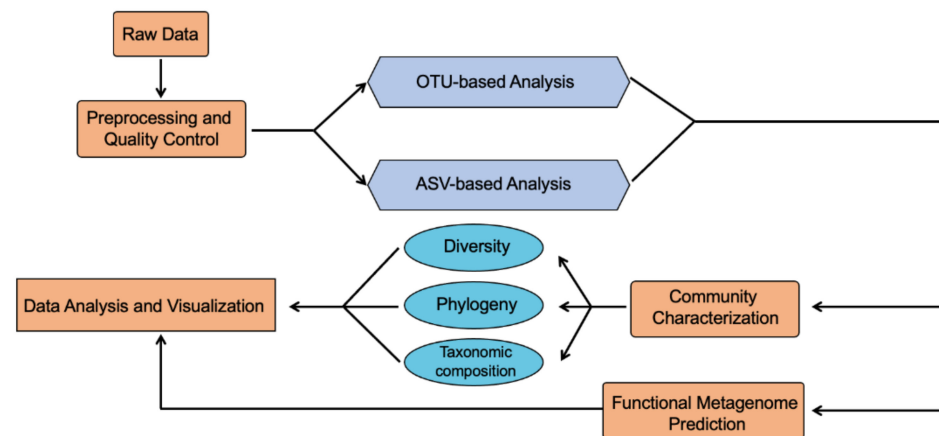 Raw Data
Preprocessing and
Quality Control
OTU-based Analysis
ASV-based Analysis
Diversity
Phylogeny
Taxonomic
composition
Data Analysis and Visualization
Community
Characterization
Functional Metagenome
Prediction